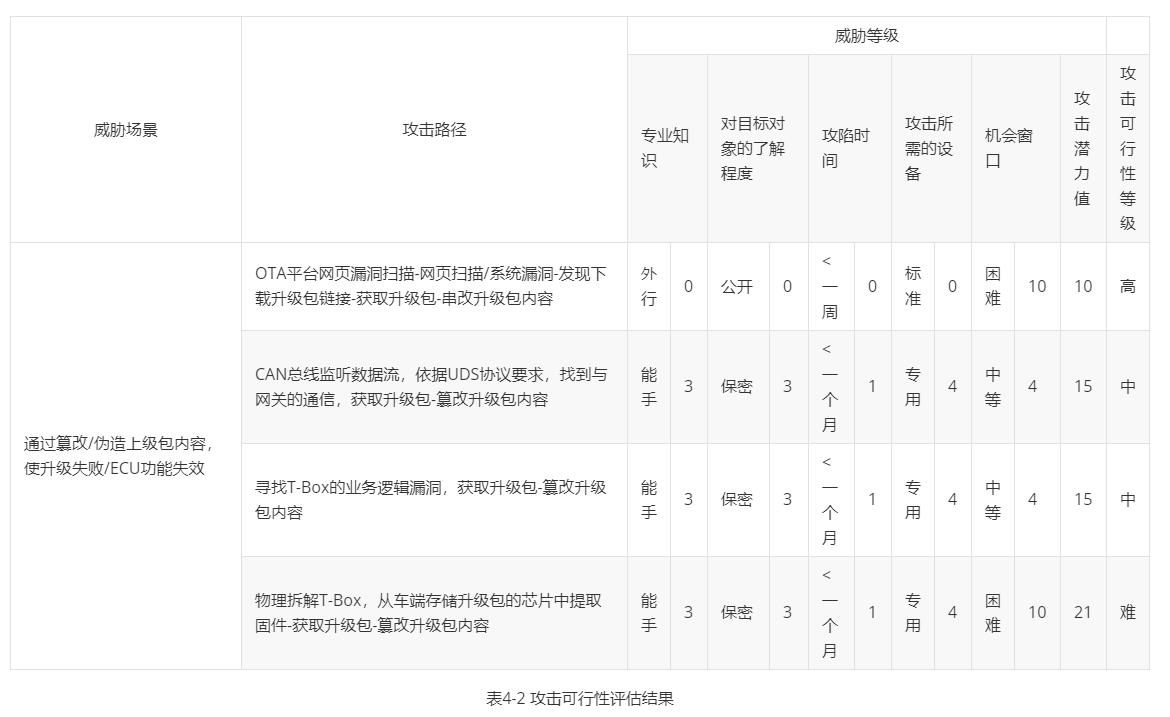 威胁场景
攻击路径
威胁等级
专业知
识
对目标对
象的了解
程度
攻陷时
间
攻击所
需的设
备
机会窗
口
攻
击
潜
力
值
攻
击
可
行
性
等
级
通过篡改/伪造上级包内容，
使升级失败/ECU功能失效
OTA平台网页漏洞扫描-网页扫描/系统漏洞-发现下
载升级包链接-获取升级包-串改升级包内容
外
行
0
公开
0
<
一
周
0
标
准
0
困
难
10
10
高
CAN总线监听数据流，依据UDS协议要求，找到与
网关的通信，获取升级包-篡改升级包内容
能
手
3
保密
3
<
一
个
月
1
专
用
4
中
等
4
15
中
寻找T-Box的业务逻辑漏洞，获取升级包-篡改升级
包内容
能
手
3
保密
3
<
一
个
月
1
专
用
4
中
等
4
15
中
物理拆解T-Box，从车端存储升级包的芯片中提取
固件-获取升级包-篡改升级包内容
能
手
3
保密
3
<
一
个
月
1
专
用
4
困
难
10
21
难
表4-2 攻击可行性评估结果